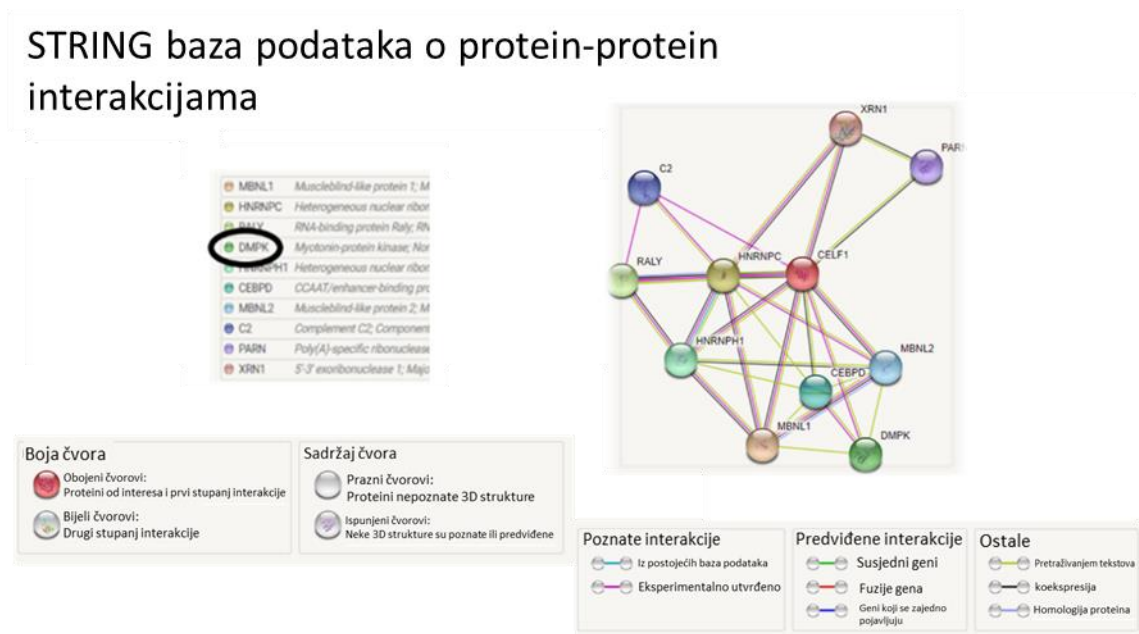 STRING baza podataka o protein-protein
interakcijama
MBNL1 Muscleblind-like protein 1; M
HNRNPC Heterogeneous nuclear ribor
RALY RNA-binding protein Raly; RN
DMPK Myotonin-protein kinase; Nor
HNRNPH1 Heterogeneous nuclear ribor
CEBPD CCAAT/enhancer-binding pro
MBNL2 Muscleblind-like protein 2; M
C2 Complement C2; Component
PARN Poly(A)-specific ribonuclease
XRN1 5'-3' exoribonuclease 1; Majo
XRN1
PARN
C2
HNRNPC
CELF1
RALY
HNRNPH1
MBNL2
CEBPD
MBNL1
DMPK
Boja čvora
Obojeni čvorovi:
Proteini od interesa i prvi stupanj interakcije
Bijeli čvorovi:
Drugi stupanj interakcije
Sadržaj čvora
Prazni čvorovi:
Proteini nepoznate 3D strukture
Ispunjeni čvorovi:
Neke 3D strukture su poznate ili predviđene
Poznate interakcije
Iz postojećih baza podataka
Eksperimentalno utvrđeno
Predviđene interakcije
Susjedni geni
Fuzije gena
Geni koji se zajedno
pojavljuju
Ostale
Pretraživanjem tekstova
koekspresija
Homologija proteina